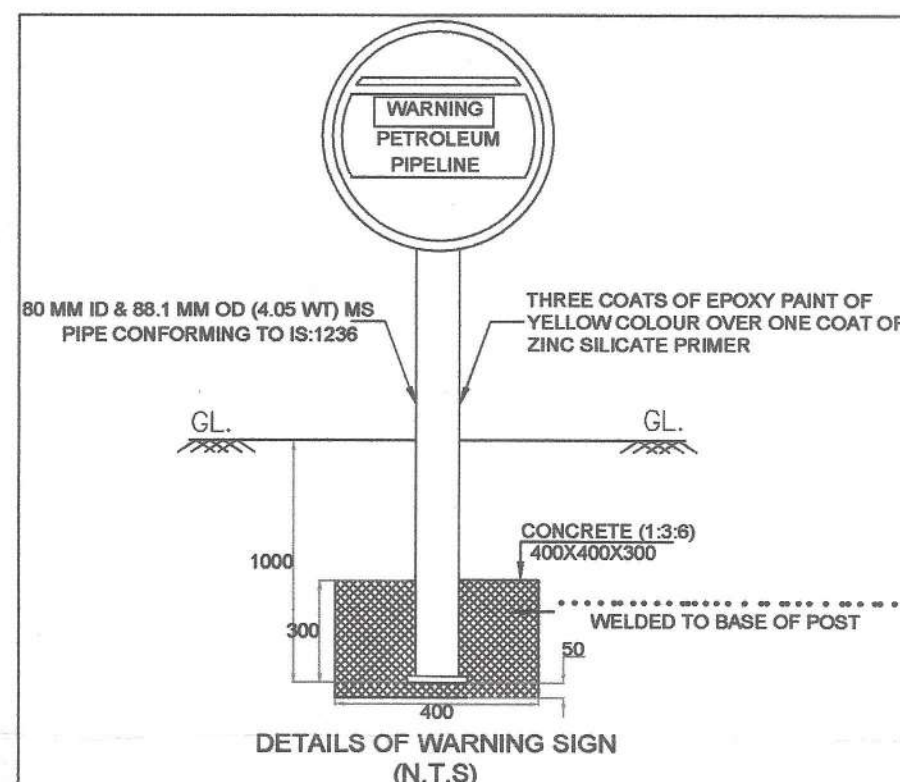 WARNING
PETROLEUM
PIPELINE
80 MM ID & 88.1 MM OD (4.05 WT) MS
PIPE CONFORMING TO IS:1236
THREE COATS OF EPOXY PAINT OF
YELLOW COLOUR OVER ONE COAT OF
ZINC SILICATE PRIMER
GL.
GL.
1000
CONCRETE (1:3:6)
400X400X300
300
WELDED TO BASE OF POST
50
400
DETAILS OF WARNING SIGN
(N.T.S)